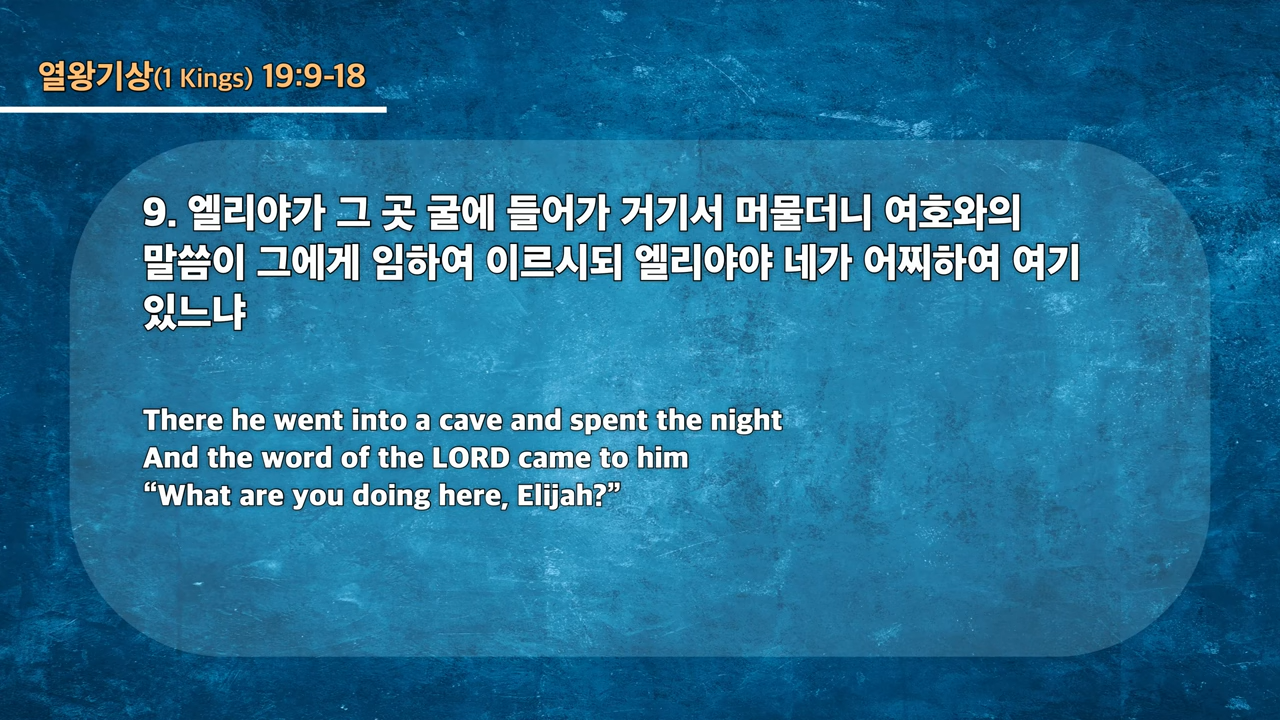 열왕기상(1 Kings) 19:9-18
9. 엘리야가 그 곳 굴에 들어가 거기서 머물더니 여호와의
말씀이 그에게 임하여 이르시되 엘리야야 네가 어찌하여 여기
있느냐
There he went into a cave and spent the night
And the word of the LORD came to him
“What are you doing here, Elijah?”